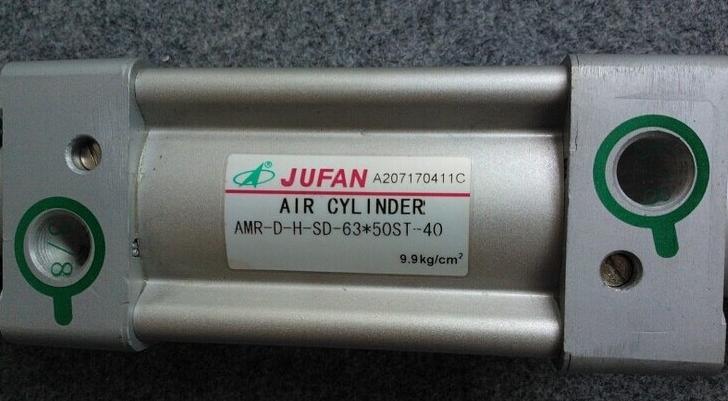 JUFAN A207170411C
AIR CYLINDER
AMR-D-H-SD-63*50ST-40
9.9kg/cm²
3/8